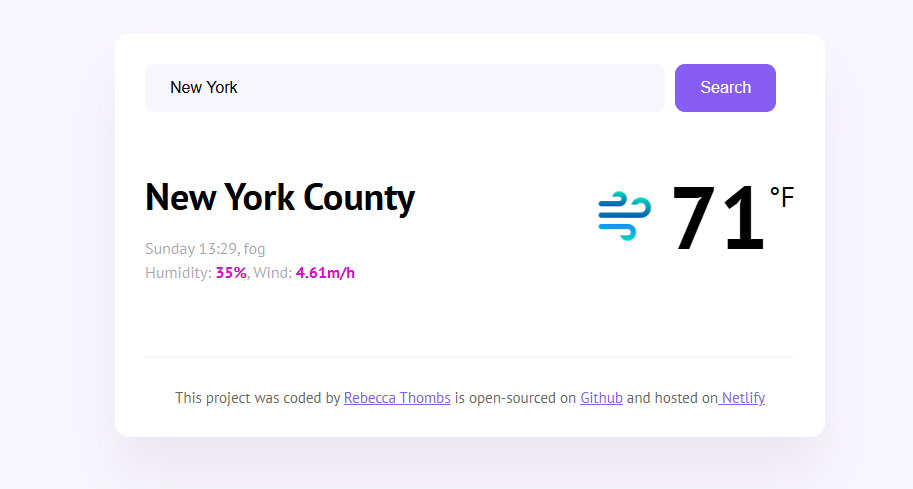 New York
Search
New York County
71 °F
Sunday 13:29, fog
Humidity: 35%, Wind: 4.61m/h
This project was coded by Rebecca Thombs is open-sourced on Github and hosted on Netlify